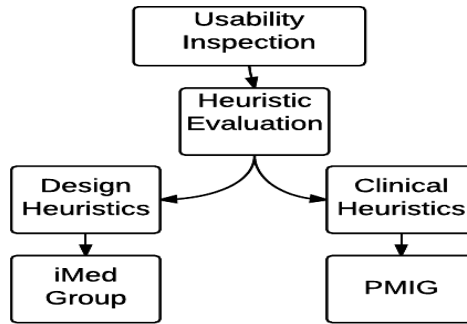 Usability
Inspection
Heuristic
Evaluation
Design
Heuristics
Clinical
Heuristics
iMed
Group
PMIG